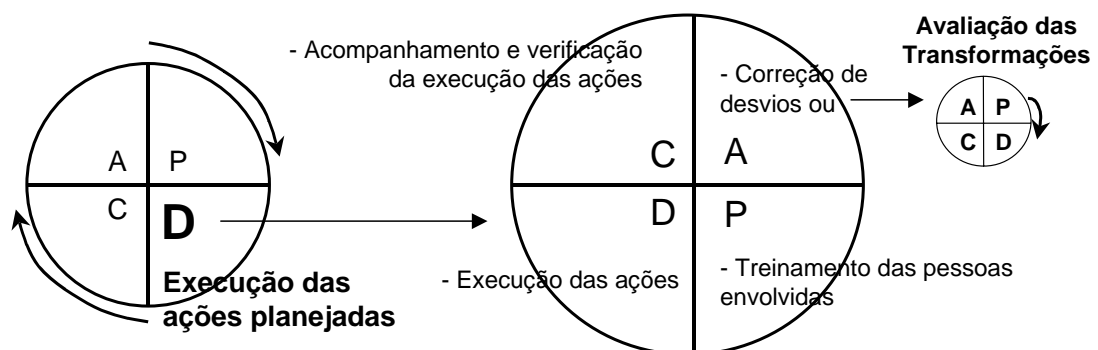 A
P
C
D
Execução das
ações planejadas
- Acompanhamento e verificação
da execução das ações
- Correção de
desvios ou
C
A
D
P
- Execução das ações
- Treinamento das pessoas
envolvidas
Avaliação das
Transformações
A
P
C
D